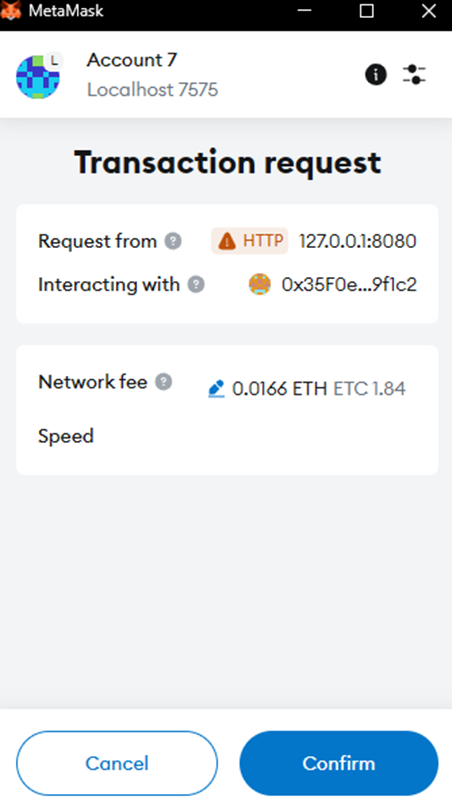 MetaMask
L
Account 7
Localhost 7575
Transaction request
Request from ? HTTP 127.0.0.1:8080
Interacting with ? 0x35F0e...9f1c2
Network fee ? 0.0166 ETH ETC 1.84
Speed
Cancel Confirm